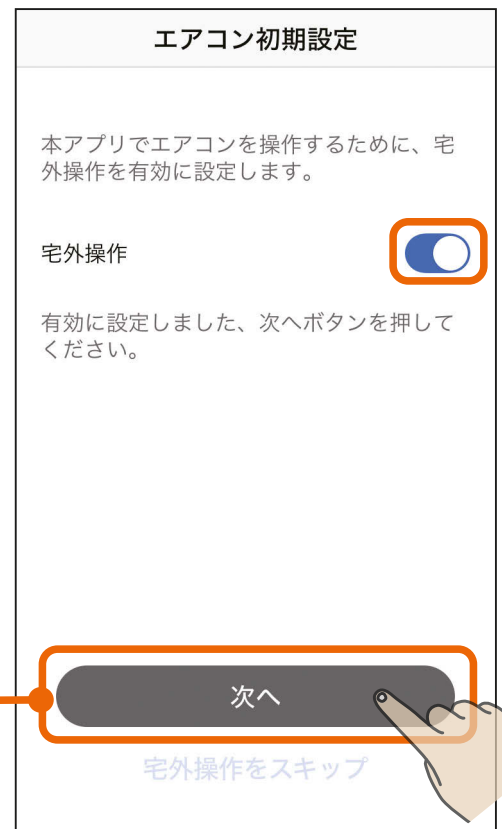 エアコン初期設定
本アプリでエアコンを操作するために、宅
外操作を有効に設定します。
宅外操作
有効に設定しました、次へボタンを押して
ください。
次へ
宅外操作をスキップ